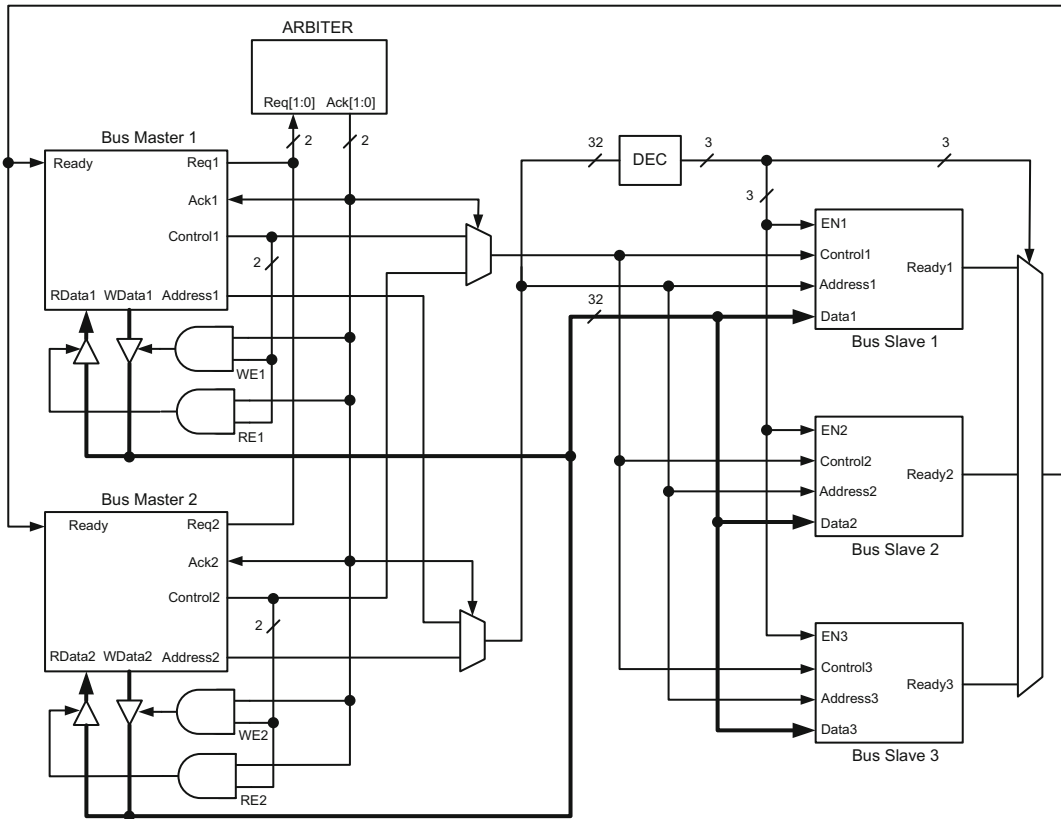 ARBITER
Req[1:0] Ack[1:0]
2 2
Bus Master 1
Ready Req1
Ack1
Control1
2
RData1 WData1 Address1
WE1
RE1
Bus Master 2
Ready Req2
Ack2
Control2
2
RData2 WData2 Address2
WE2
RE2
32 DEC 3 3
3
32
EN1
Control1
Ready1
Address1
Data1
Bus Slave 1
EN2
Control2
Ready2
Address2
Data2
Bus Slave 2
EN3
Control3
Ready3
Address3
Data3
Bus Slave 3